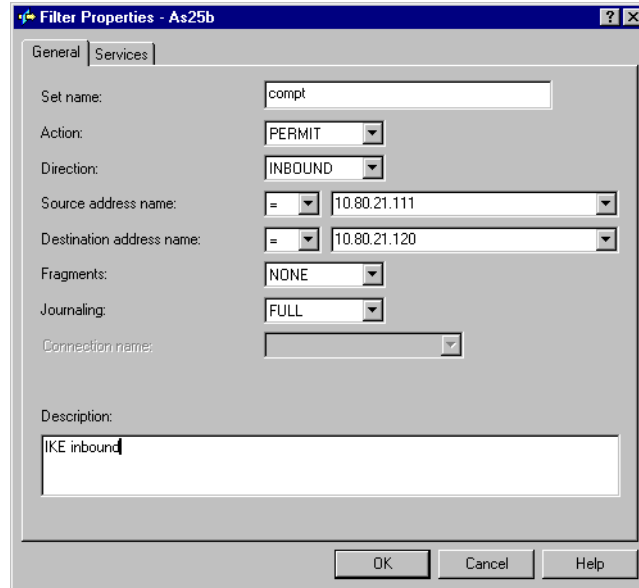 Filter Properties - As25b
General Services
Set name: compt
Action: PERMIT
Direction: INBOUND
Source address name: = 10.80.21.111
Destination address name: = 10.80.21.120
Fragments: NONE
Journaling: FULL
Connection name:
Description:
IKE inbound
OK Cancel Help